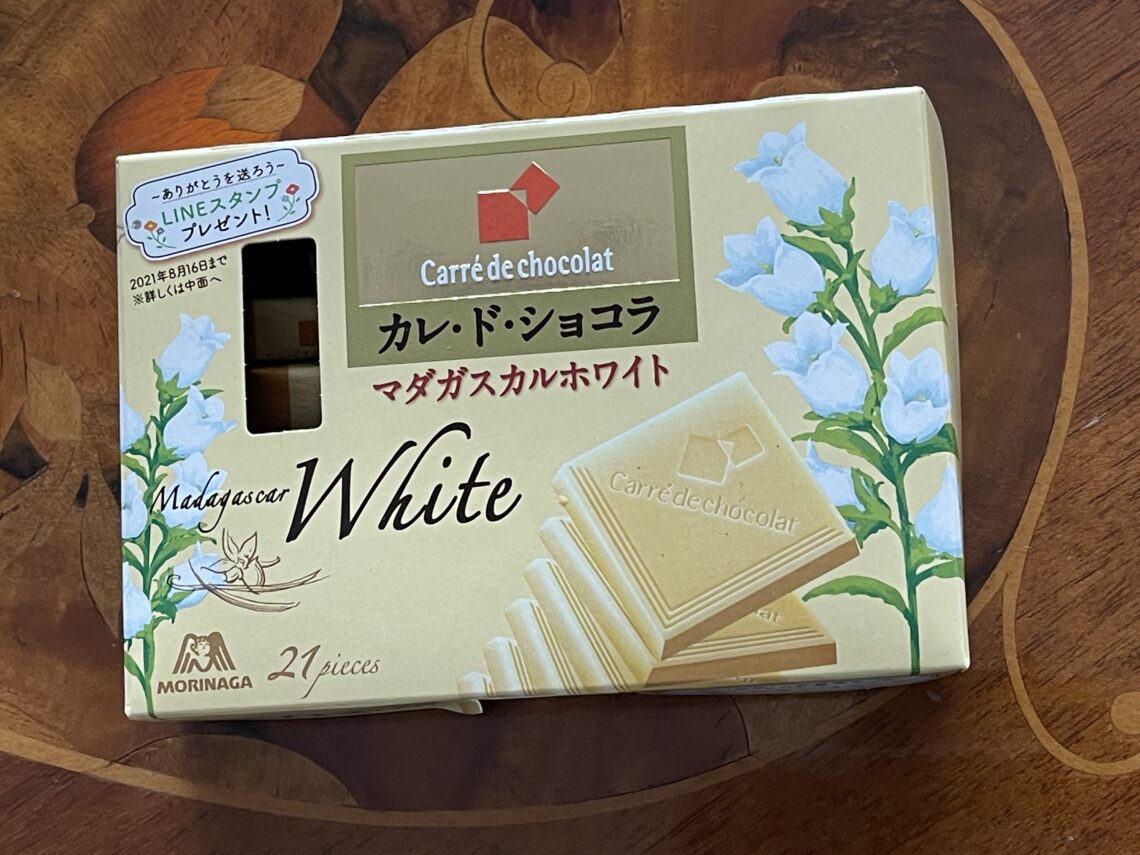 ~ありがとうを送ろう~
LINEスタンプ
プレゼント!
2021年8月16日まで
※詳しくは中面へ
Carré de chocolat
カレ・ド・ショコラ
マダガスカルホワイト
Madagascar White
Carré de chocolat
MORINAGA
21 pieces